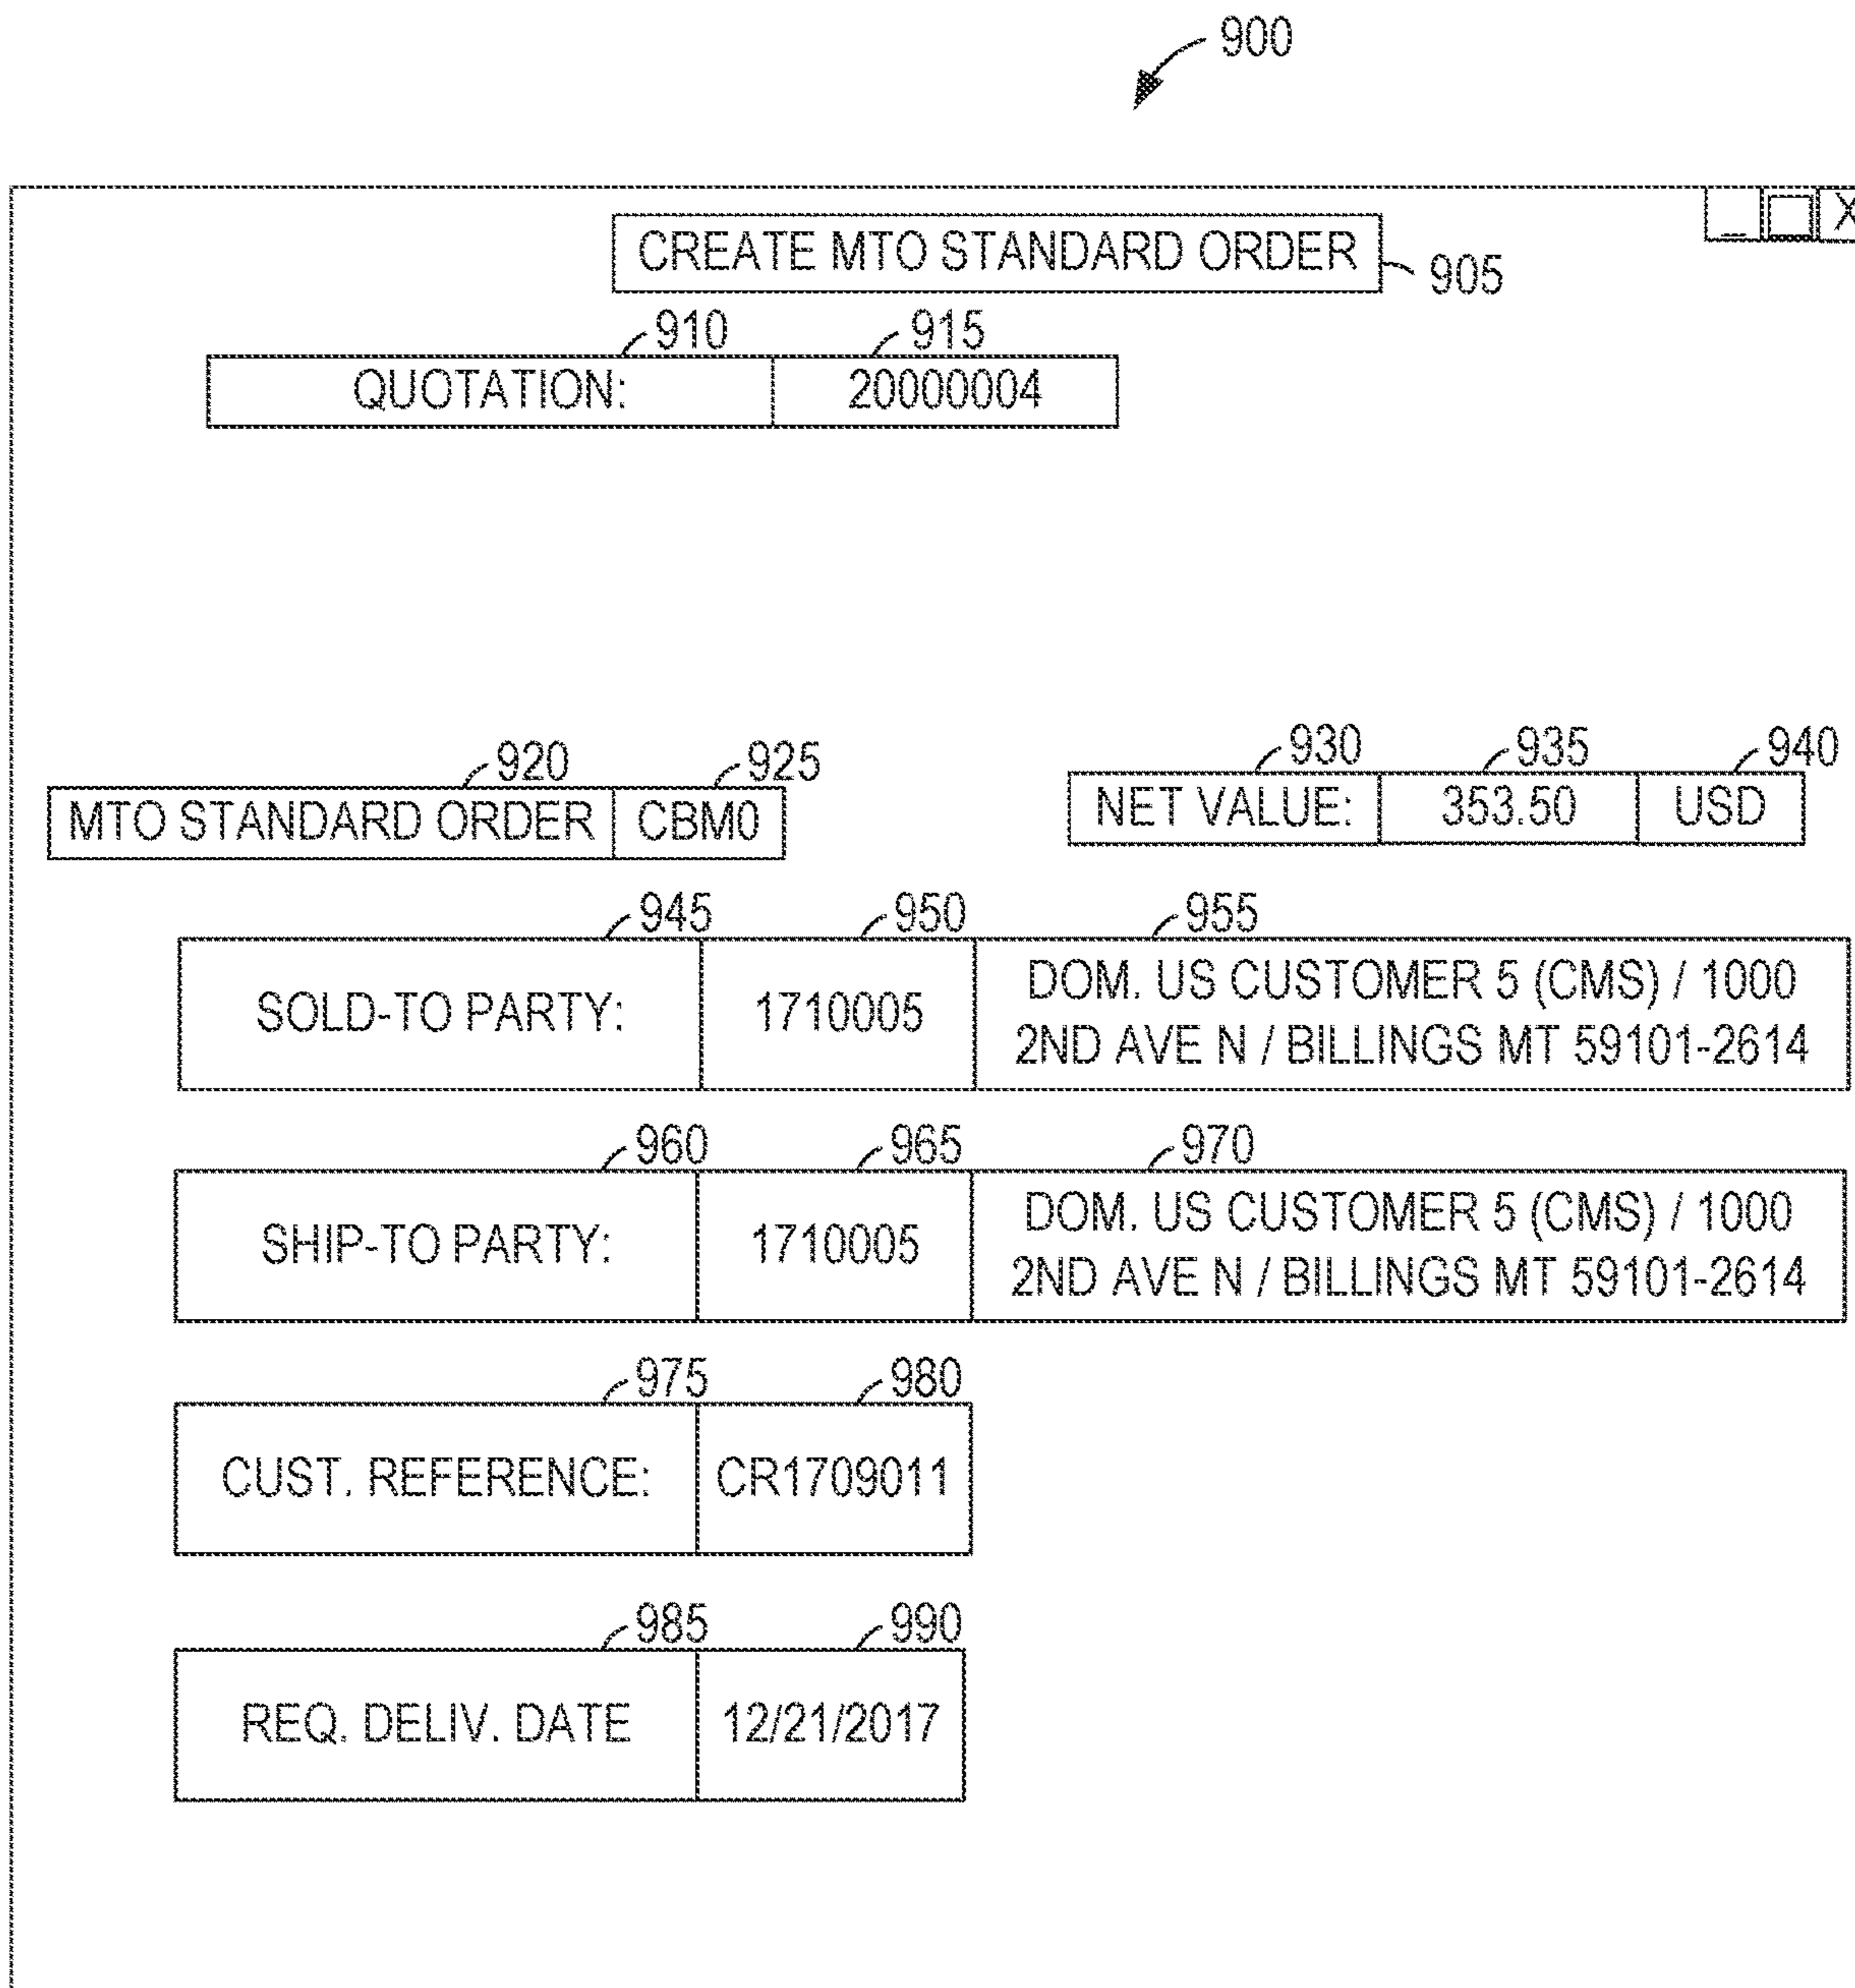 900
_ X
CREATE MTO STANDARD ORDER 905
910 915
QUOTATION: 20000004
920 925 930 935 940
MTO STANDARD ORDER CBM0 NET VALUE: 353.50 USD
945 950 955
SOLD-TO PARTY: 1710005 DOM. US CUSTOMER 5 (CMS) / 1000
2ND AVE N / BILLINGS MT 59101-2614
960 965 970
SHIP-TO PARTY: 1710005 DOM. US CUSTOMER 5 (CMS) / 1000
2ND AVE N / BILLINGS MT 59101-2614
975 980
CUST. REFERENCE: CR1709011
985 990
REQ. DELIV. DATE 12/21/2017